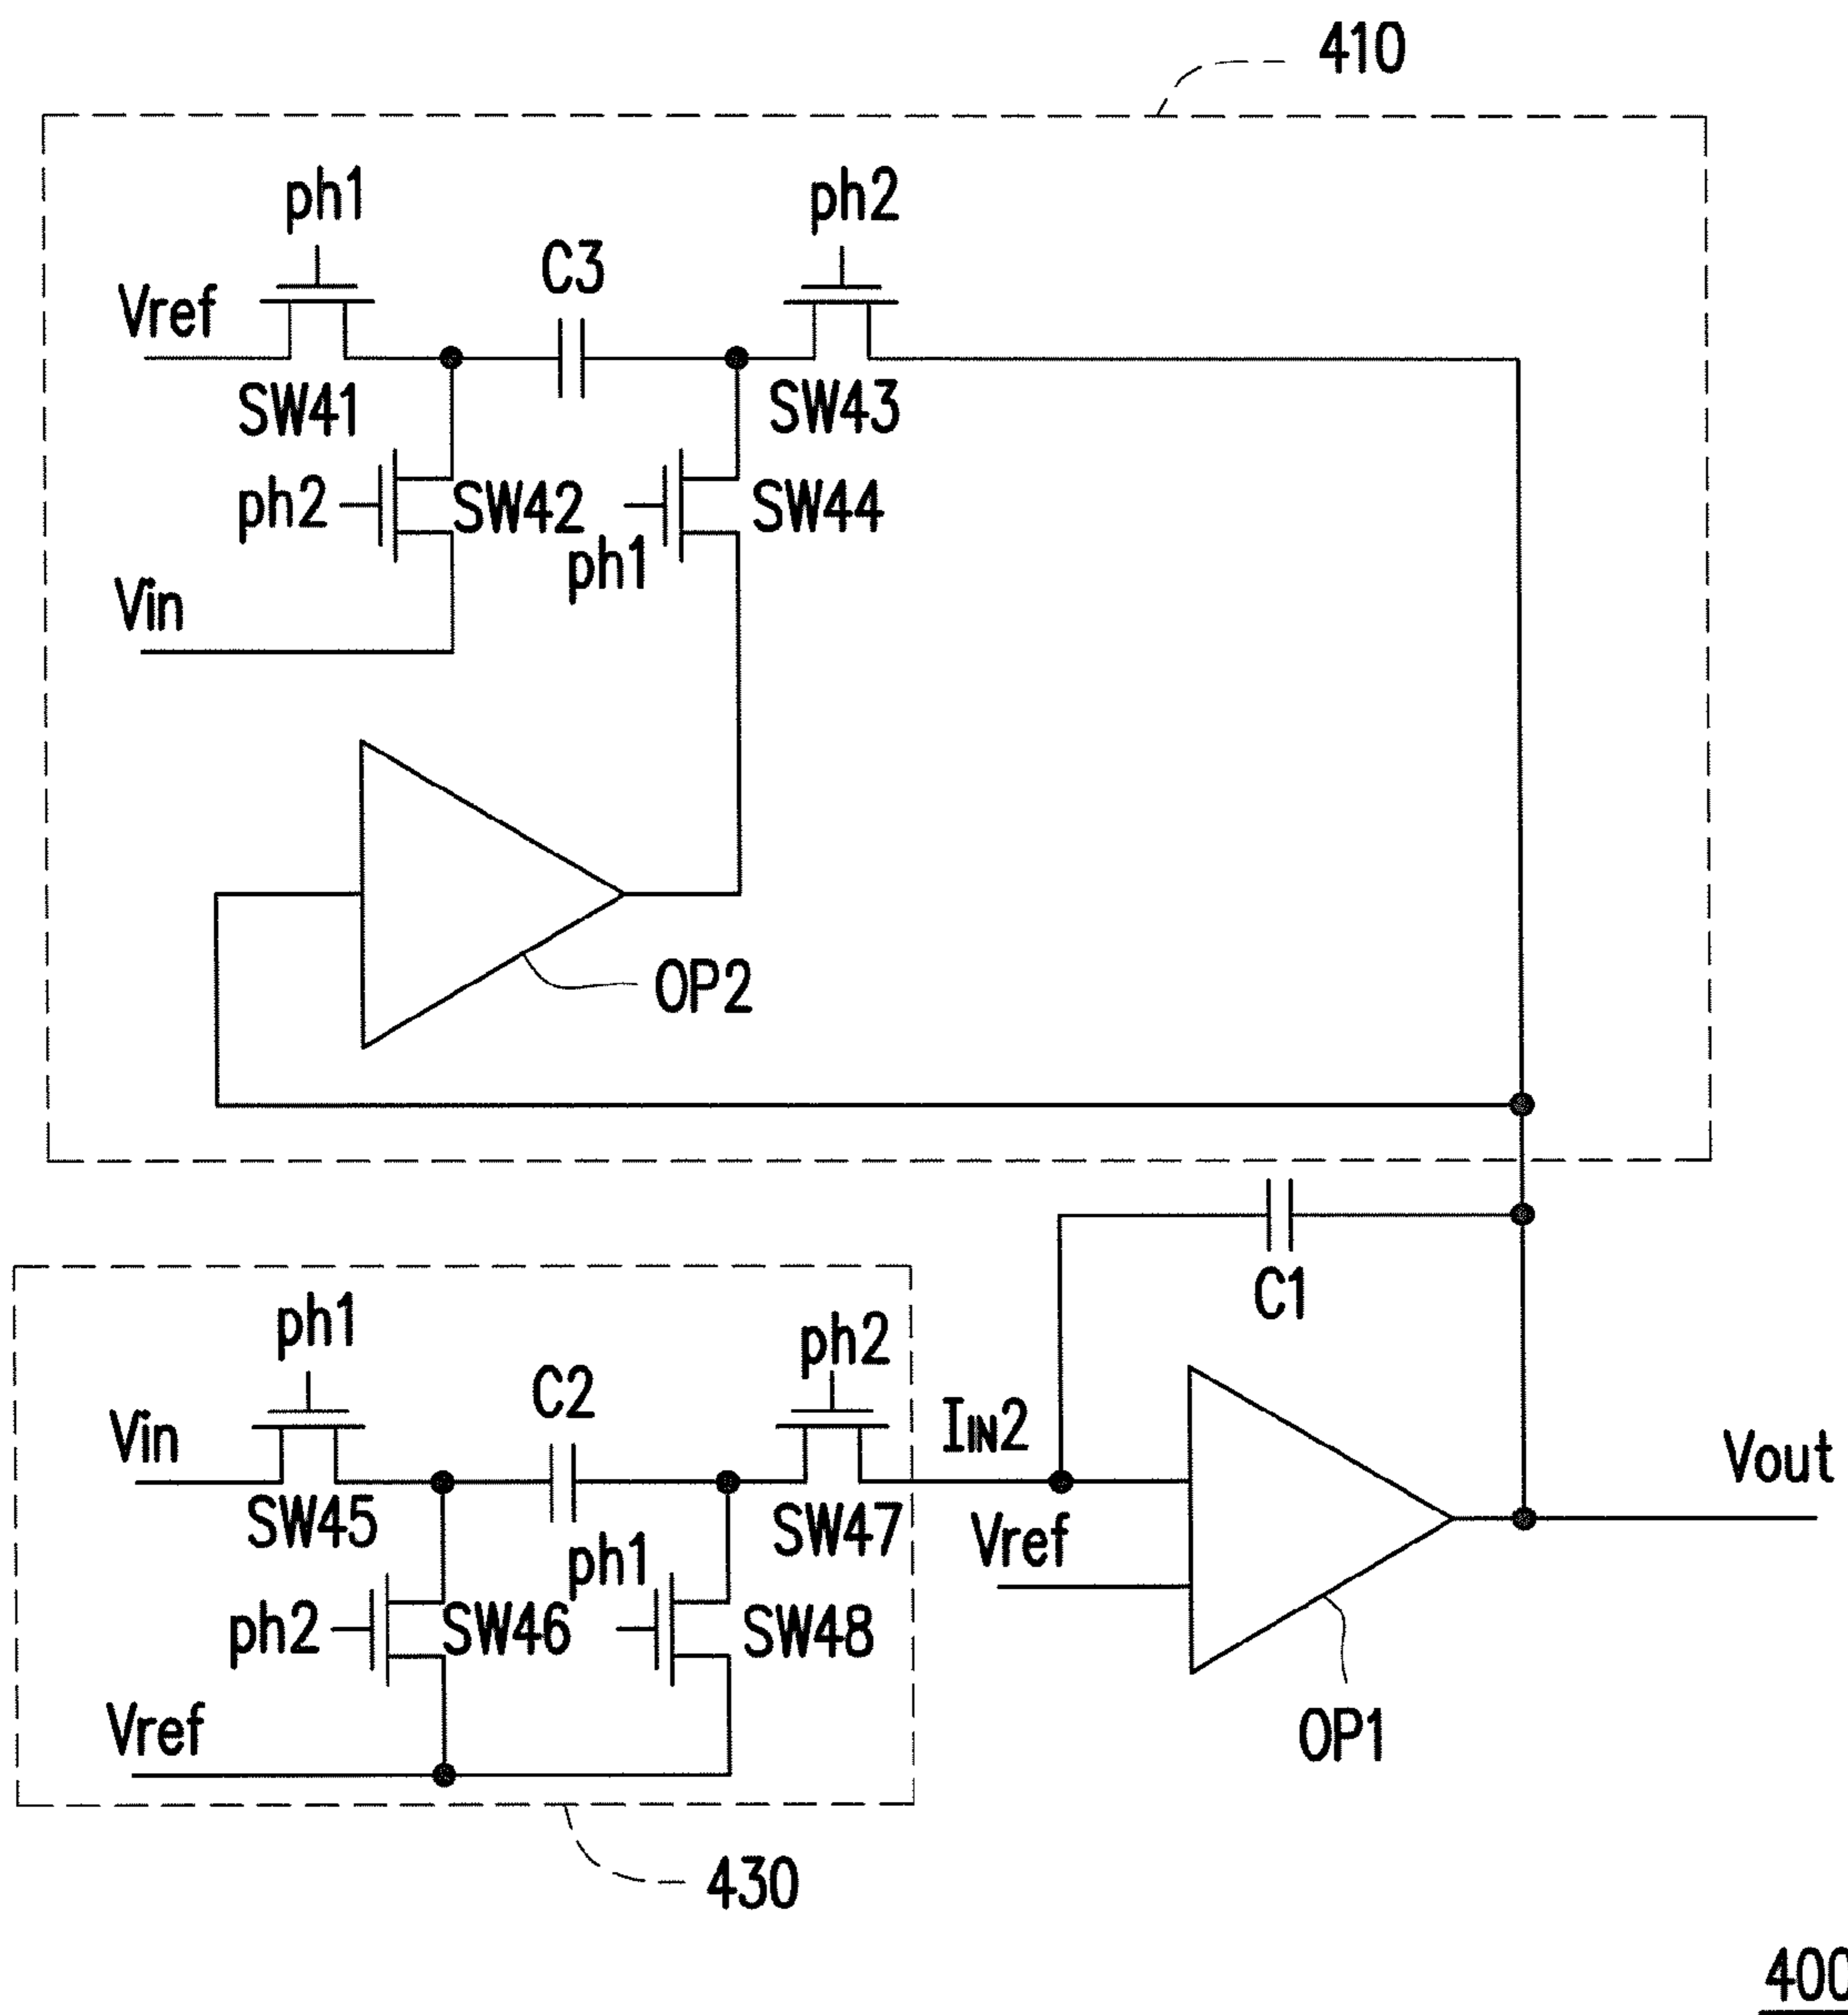 410
ph1
ph2
C3
Vref
SW41
SW43
ph2
SW42
SW44
ph1
Vin
OP2
C1
ph1
ph2
C2
Vin
IIN2
SW45
SW47
Vref
Vout
ph1
ph2
SW46
SW48
Vref
OP1
430
400